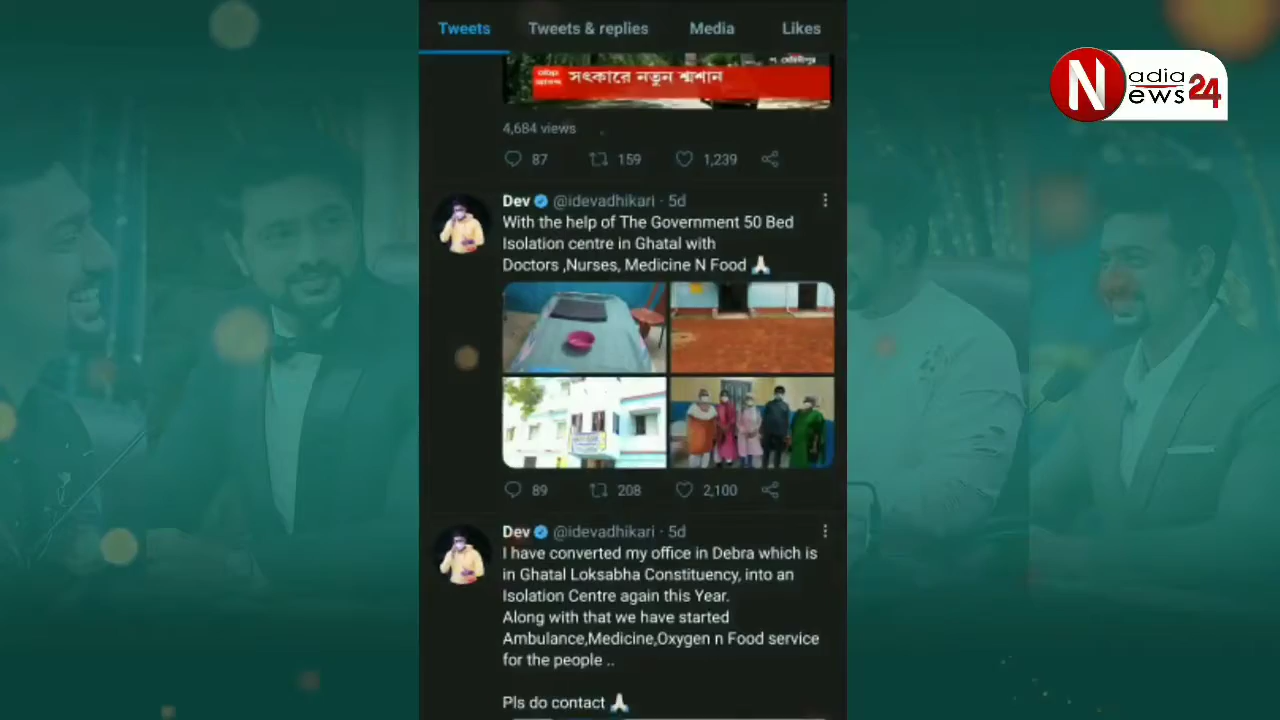 Tweets Tweets & replies Media Likes
Nadia News 24
সৎকারে নতুন শ্মশান
4,684 views
87 159 1,239
Dev @idevadhikari · 5d
With the help of The Government 50 Bed
Isolation centre in Ghatal with
Doctors ,Nurses, Medicine N Food 🙏🏻
89 208 2,100
Dev @idevadhikari · 5d
I have converted my office in Debra which is
in Ghatal Loksabha Constituency, into an
Isolation Centre again this Year.
Along with that we have started
Ambulance,Medicine,Oxygen n Food service
for the people ..
Pls do contact 🙏🏻